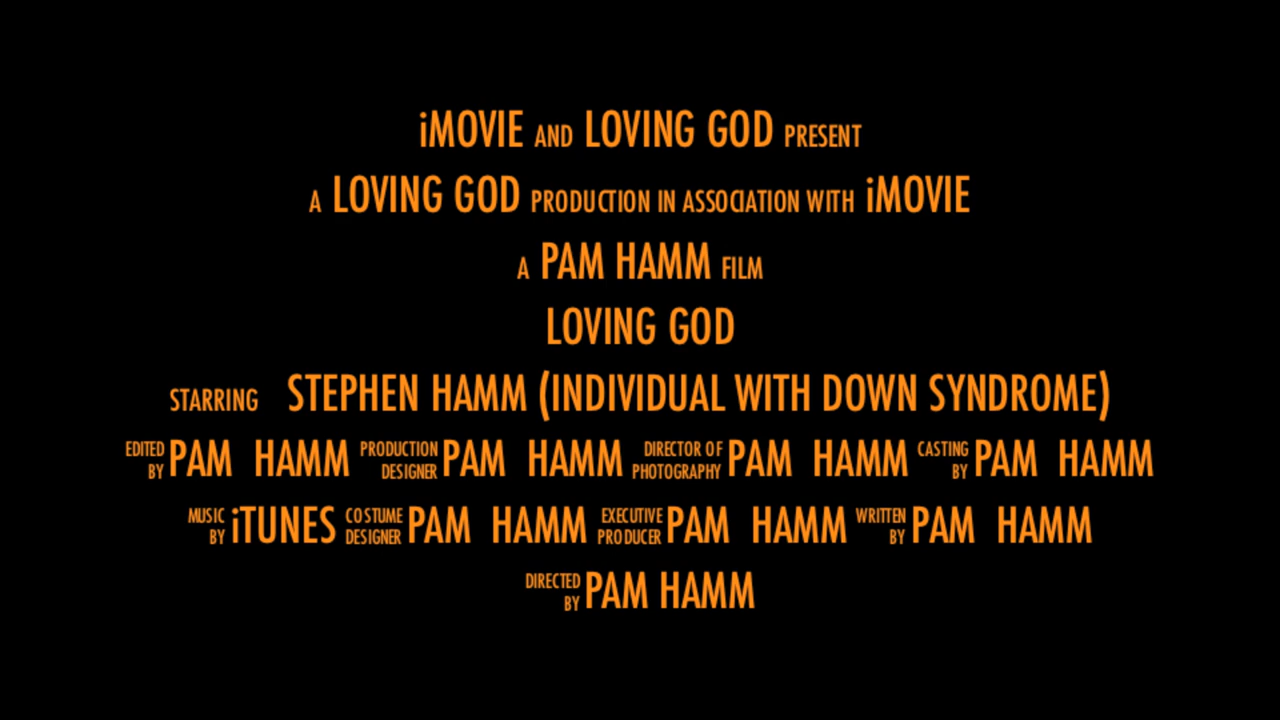 iMOVIE AND LOVING GOD PRESENT
A LOVING GOD PRODUCTION IN ASSOCIATION WITH iMOVIE
A PAM HAMM FILM
LOVING GOD
STARRING STEPHEN HAMM (INDIVIDUAL WITH DOWN SYNDROME)
EDITED BY PAM HAMM PRODUCTION DESIGNER PAM HAMM DIRECTOR OF PHOTOGRAPHY PAM HAMM CASTING BY PAM HAMM
MUSIC BY iTUNES COSTUME DESIGNER PAM HAMM EXECUTIVE PRODUCER PAM HAMM WRITTEN BY PAM HAMM
DIRECTED BY PAM HAMM